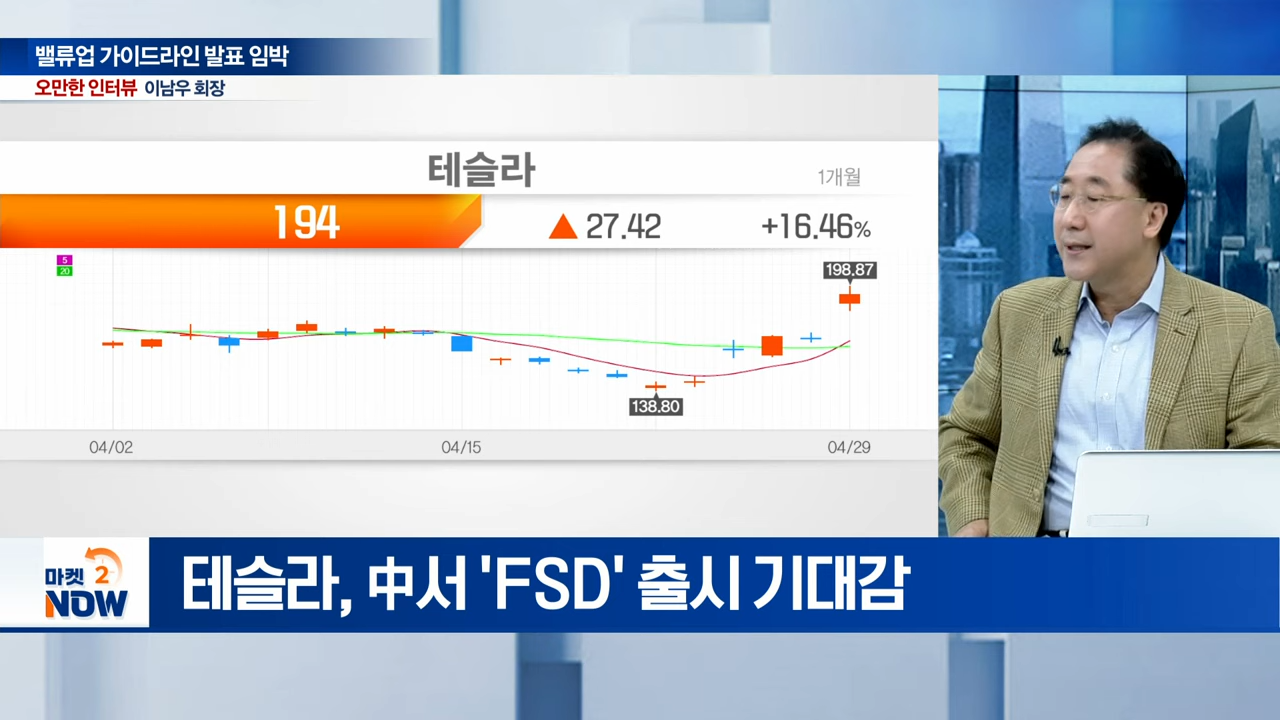 밸류업 가이드라인 발표 임박
오만한 인터뷰 이남우 회장
테슬라
1개월
194 ▲ 27.42 +16.46%
5
20
198.87
138.80
04/02 04/15 04/29
마켓 2
NOW
테슬라, 中서 'FSD' 출시 기대감